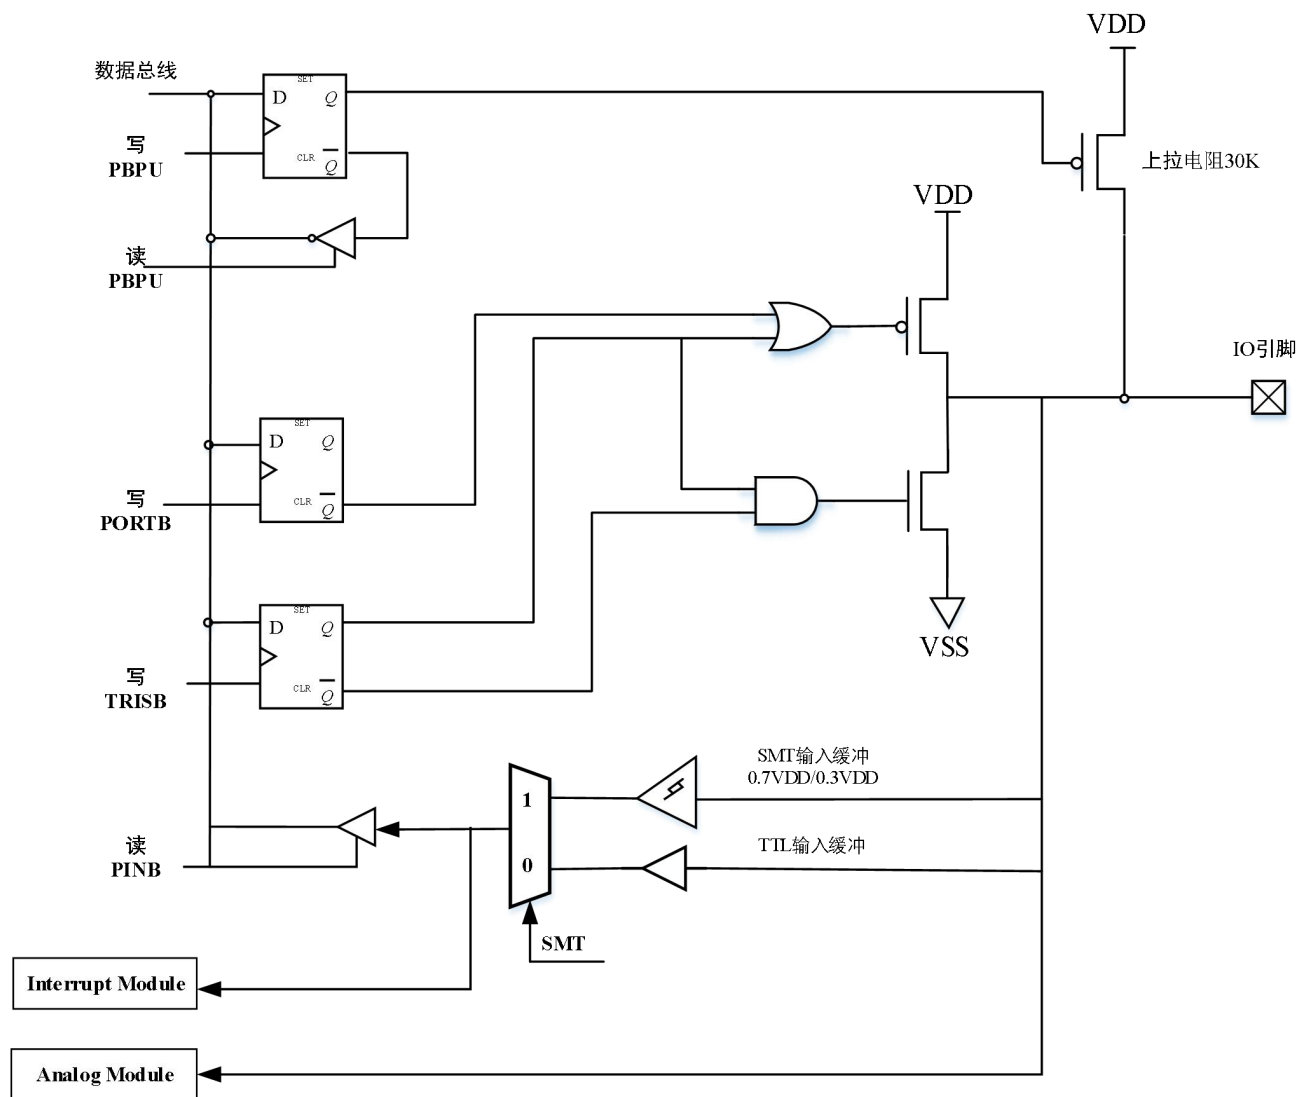 VDD
数据总线
SET
D Q
写
PBPU
CLR Q
上拉电阻30K
VDD
读
PBPU
IO引脚
SET
D Q
写
PORTB
CLR Q
SET
D Q
VSS
写
TRISB
CLR Q
SMT输入缓冲
0.7VDD/0.3VDD
1
读
PINB
TTL输入缓冲
0
SMT
Interrupt Module
Analog Module